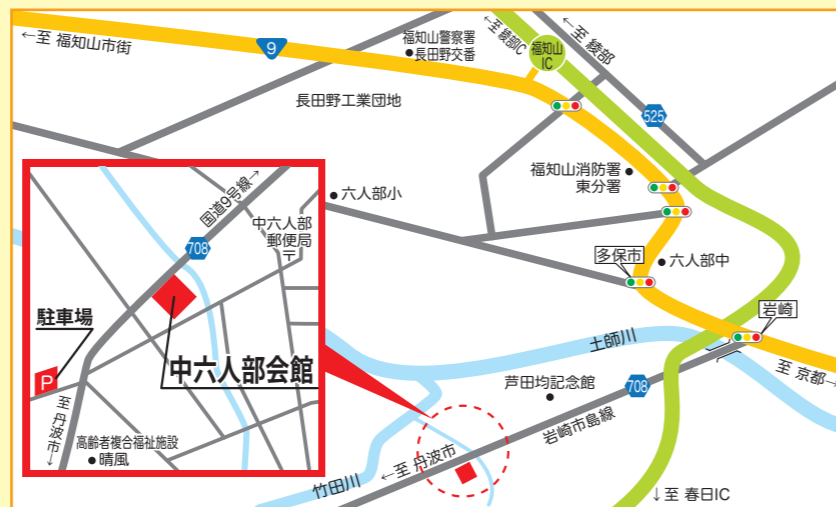 ←至 福知山市街
9
福知山警察署
●長田野交番
←至 綾部IC
福知山
IC
←至 綾部
長田野工業団地
525
福知山消防署
東分署
六人部小
多保市
六人部中
岩崎
土師川
至 京都→
芦田均記念館
708
岩崎市島線
←至 丹波市
竹田川
↓至 春日IC
国道9号線→
708
中六人部
郵便局
〒
駐車場
P
中六人部会館
至 丹波市→
高齢者複合福祉施設
●晴風